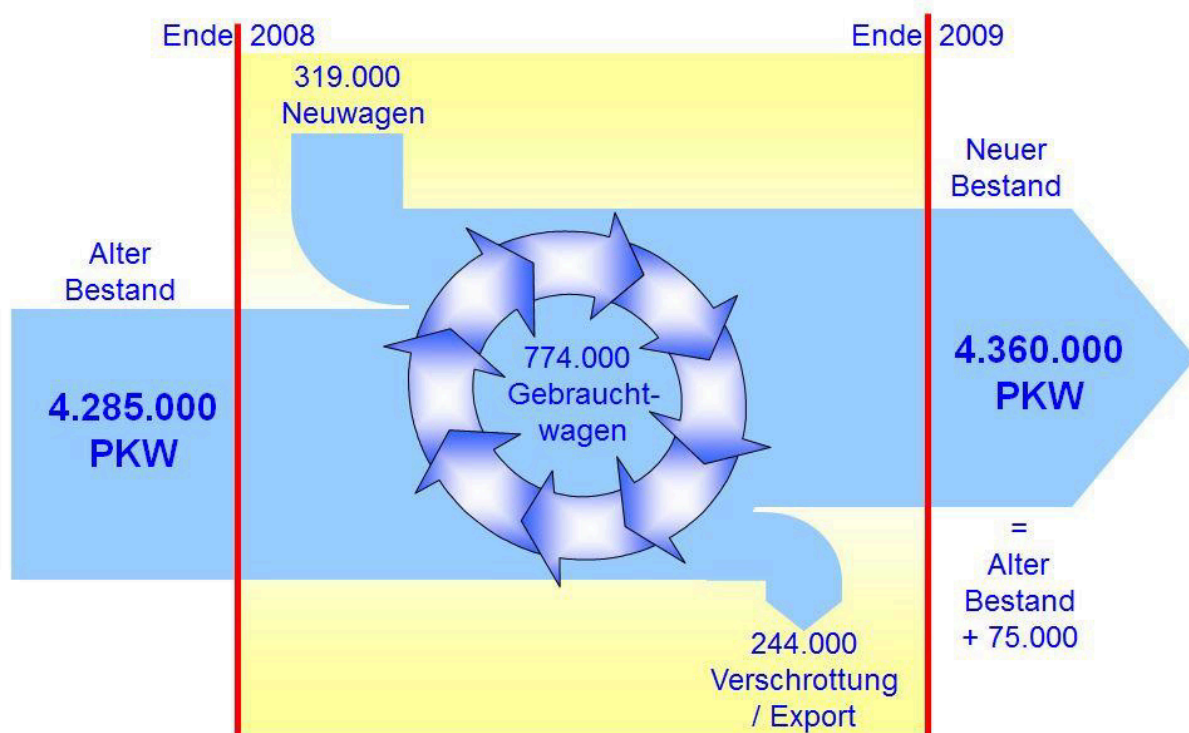 Ende 2008
Ende 2009
319.000
Neuwagen
Neuer
Bestand
Alter
Bestand
4.285.000
PKW
774.000
Gebraucht-
wagen
4.360.000
PKW
=
Alter
Bestand
+ 75.000
244.000
Verschrottung
/ Export